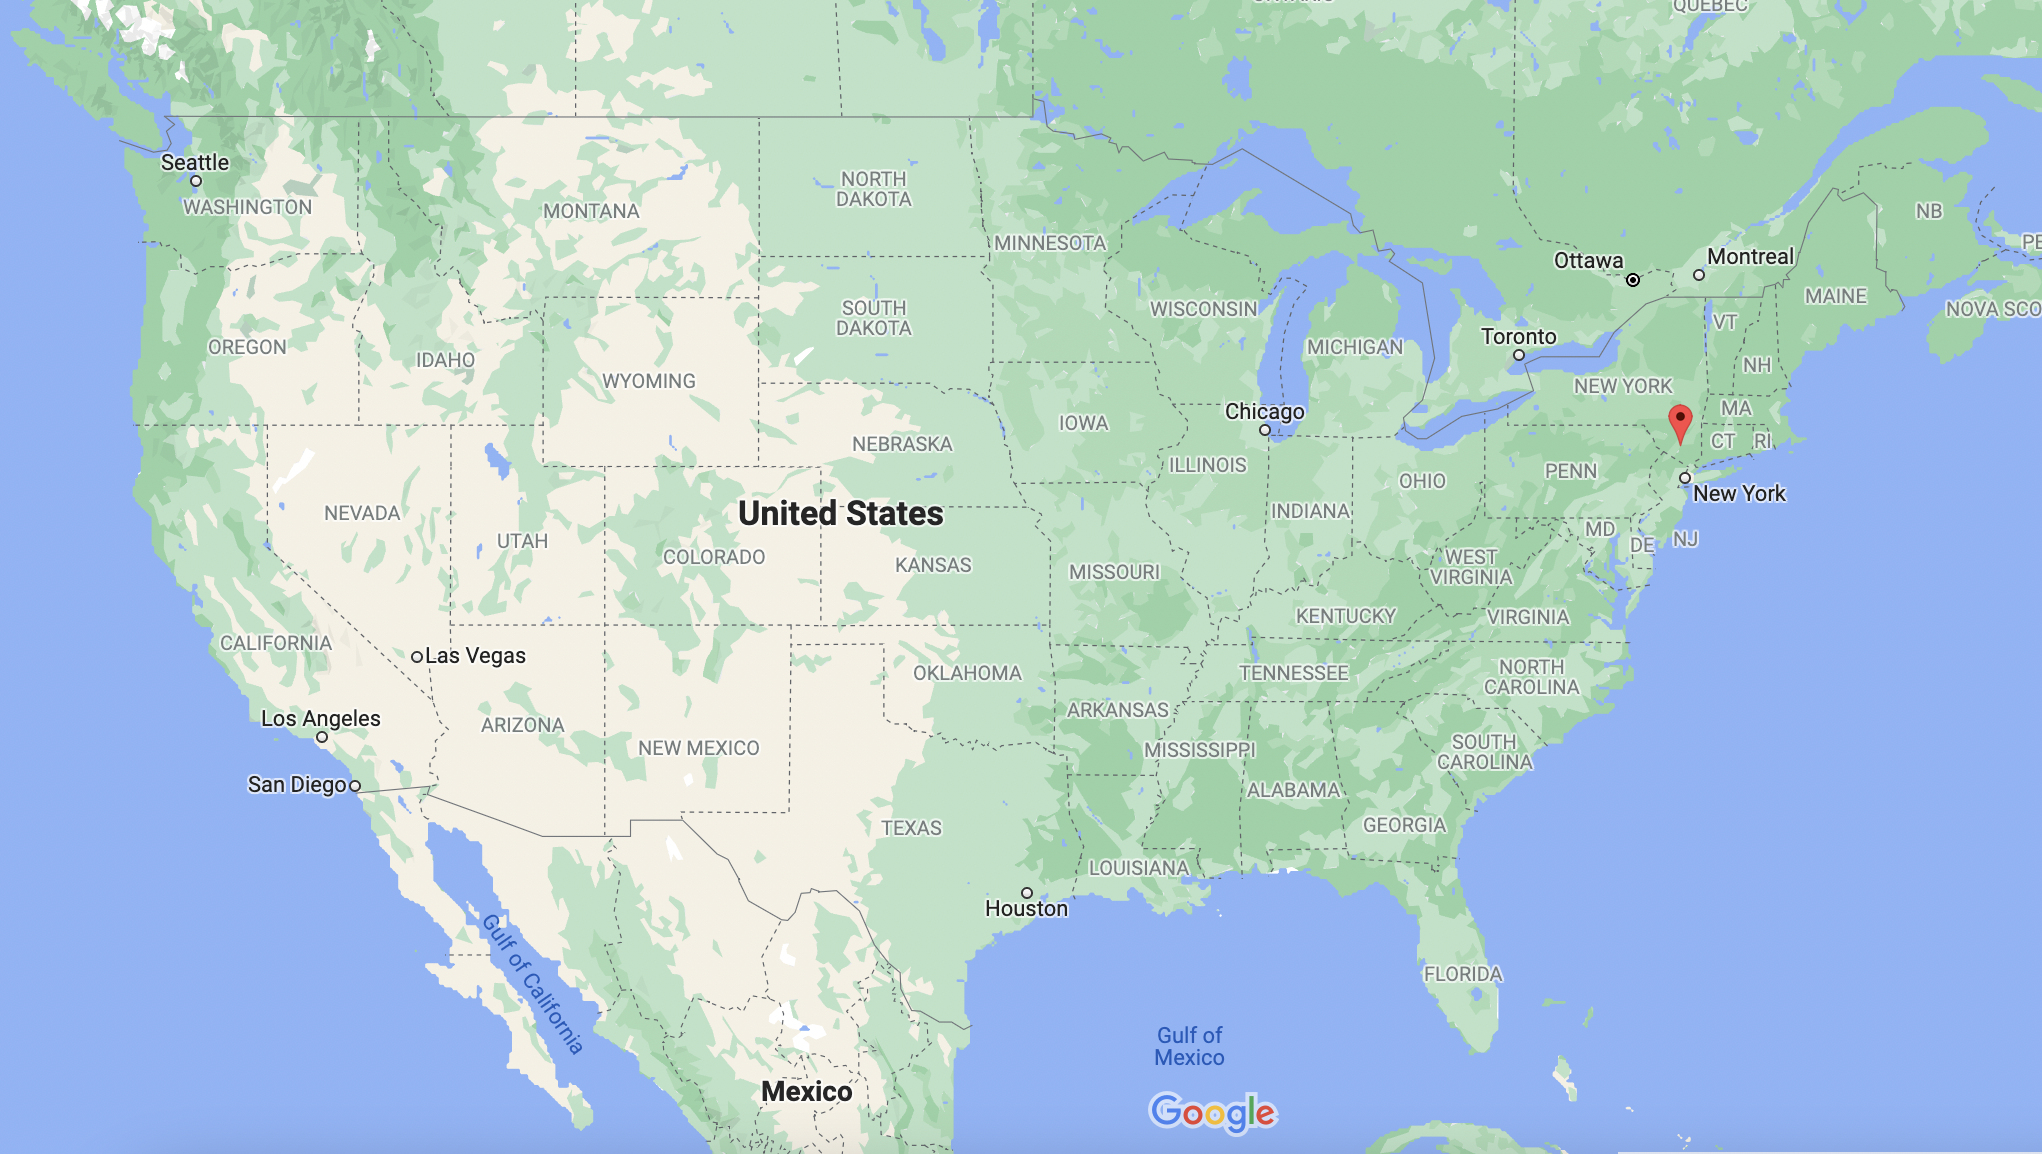 QUEBEC
Seattle
WASHINGTON
MONTANA
NORTH
DAKOTA
MINNESOTA
NB
Ottawa
Montreal
MAINE
NOVA SCO
OREGON
IDAHO
WYOMING
SOUTH
DAKOTA
WISCONSIN
MICHIGAN
Toronto
VT
NH
NEW YORK
MA
CT
RI
Chicago
IOWA
NEBRASKA
ILLINOIS
INDIANA
OHIO
PENN
New York
NEVADA
UTAH
United States
COLORADO
KANSAS
MISSOURI
WEST
VIRGINIA
MD
DE
NJ
KENTUCKY
VIRGINIA
CALIFORNIA
Las Vegas
OKLAHOMA
TENNESSEE
NORTH
CAROLINA
Los Angeles
ARIZONA
NEW MEXICO
ARKANSAS
MISSISSIPPI
SOUTH
CAROLINA
San Diego
ALABAMA
TEXAS
GEORGIA
LOUISIANA
Houston
Gulf of California
FLORIDA
Gulf of
Mexico
Mexico
Google